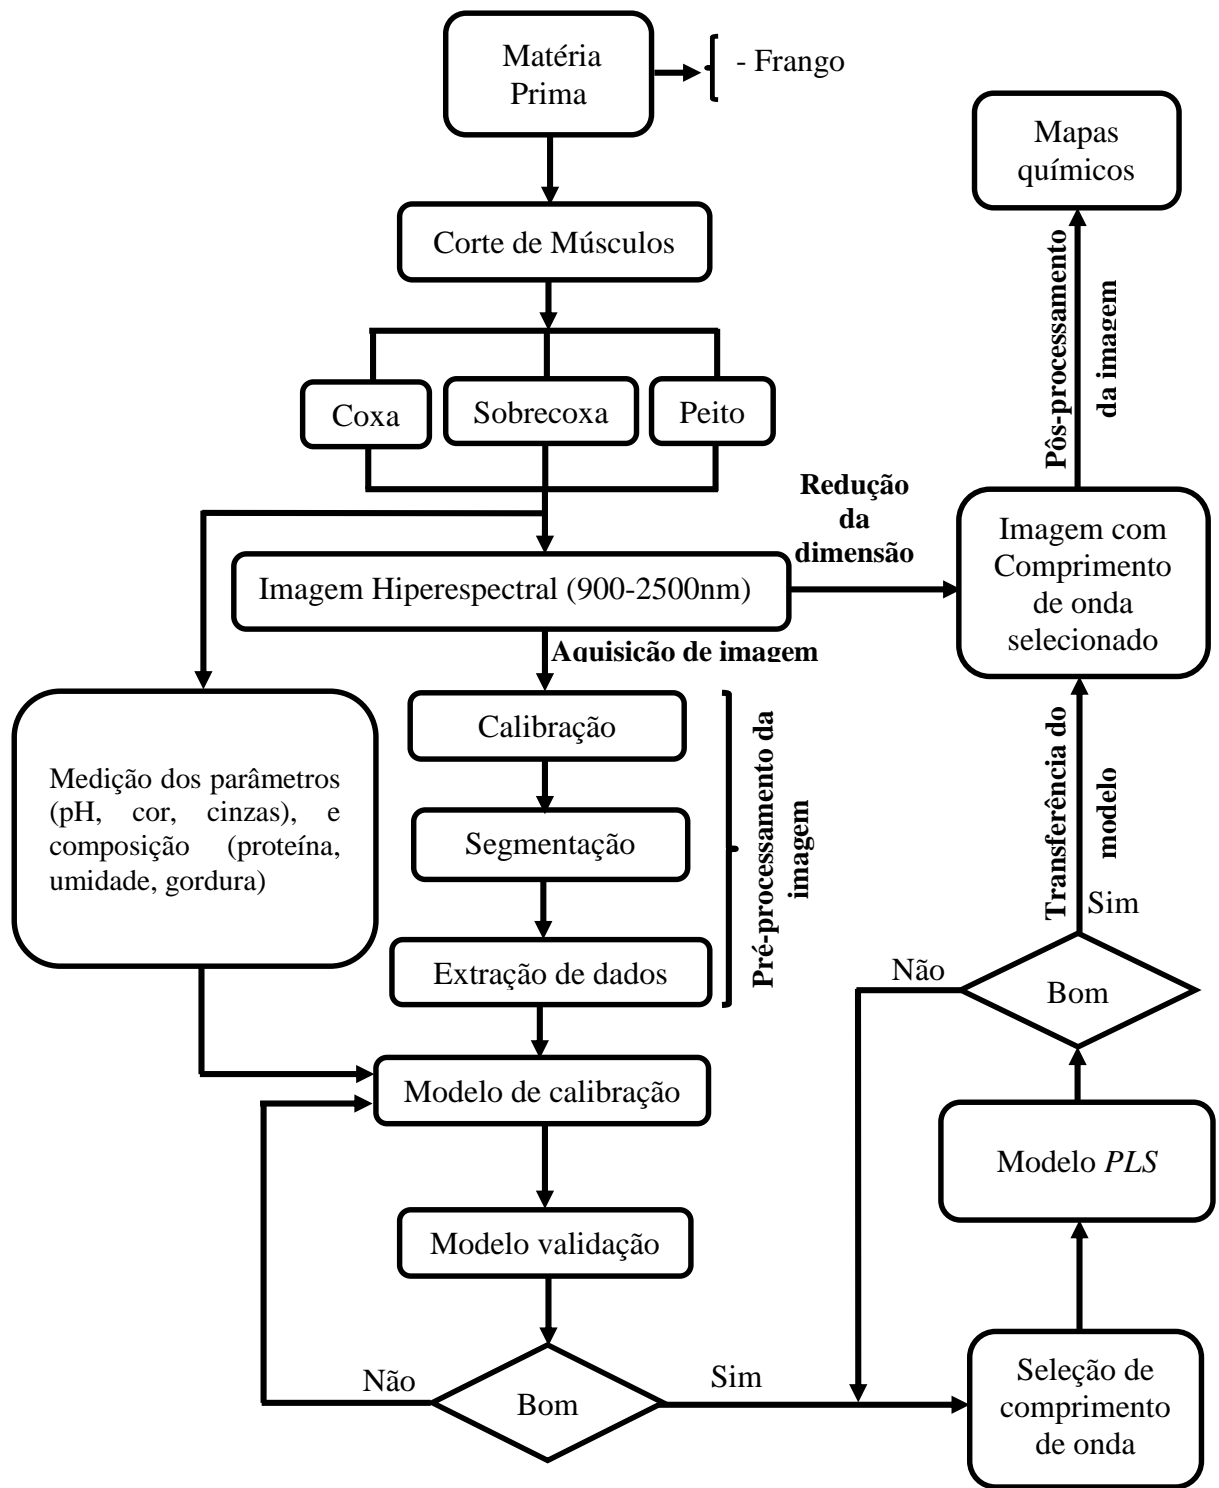 Matéria
Prima
- Frango
Corte de Músculos
Coxa
Sobrecoxa
Peito
Imagem Hiperespectral (900-2500nm)
Redução
da
dimensão
Imagem com
Comprimento
de onda
selecionado
Pôs-processamento
da imagem
Mapas
químicos
Aquisição de imagem
Medição dos parâmetros
(pH, cor, cinzas), e
composição (proteína,
umidade, gordura)
Calibração
Segmentação
Extração de dados
Pré-processamento da
imagem
Modelo de calibração
Modelo validação
Bom
Não
Sim
Seleção de
comprimento
de onda
Modelo PLS
Bom
Não
Sim
Transferência do
modelo